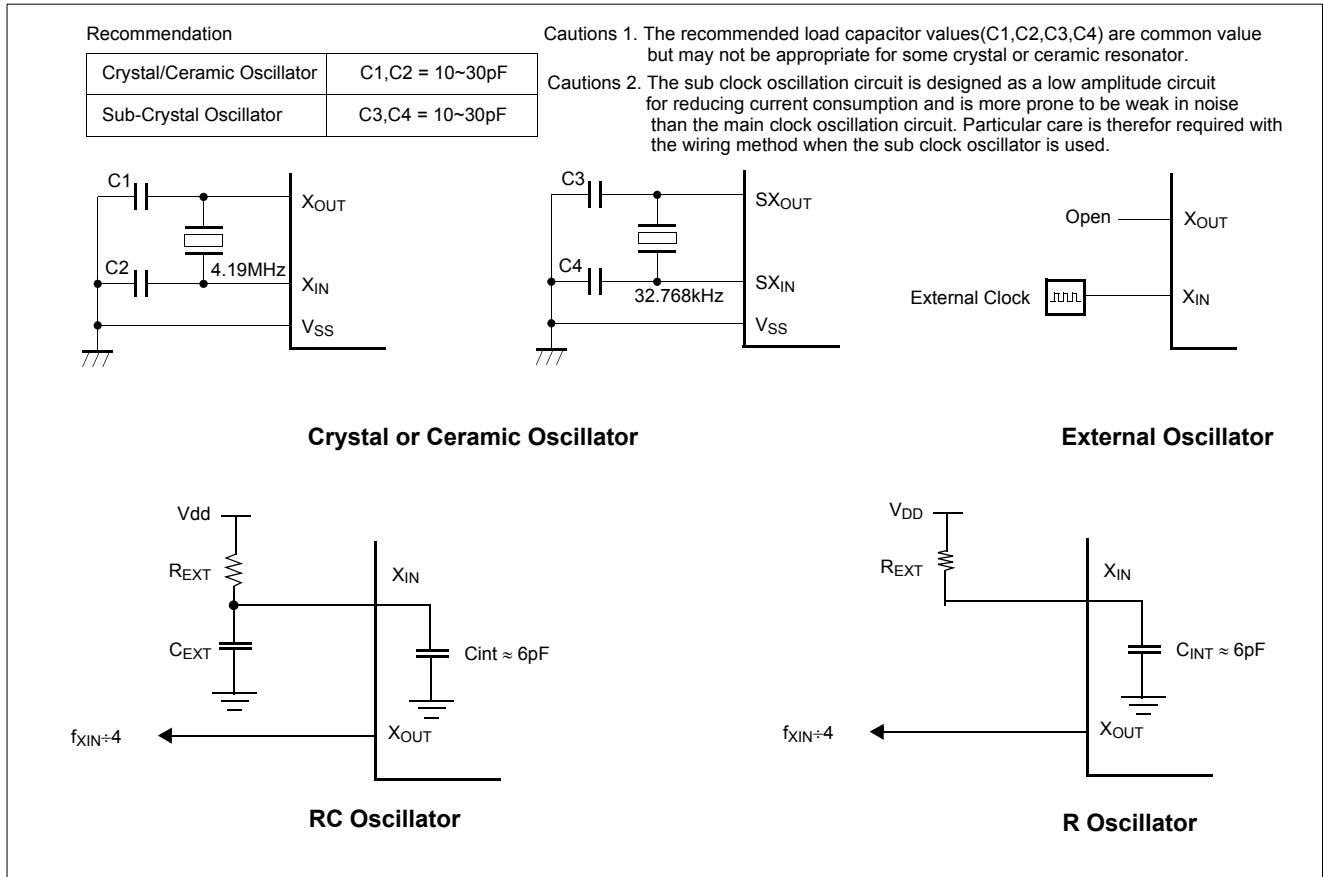 Recommendation
Crystal/Ceramic Oscillator C1,C2 = 10~30pF
Sub-Crystal Oscillator C3,C4 = 10~30pF
Cautions 1. The recommended load capacitor values(C1,C2,C3,C4) are common value
but may not be appropriate for some crystal or ceramic resonator.
Cautions 2. The sub clock oscillation circuit is designed as a low amplitude circuit
for reducing current consumption and is more prone to be weak in noise
than the main clock oscillation circuit. Particular care is therefor required with
the wiring method when the sub clock oscillator is used.
C1
XOUT
C2
4.19MHz
XIN
VSS
C3
SXOUT
C4
32.768kHz
SXIN
VSS
Open
XOUT
External Clock
XIN
Crystal or Ceramic Oscillator
External Oscillator
Vdd
REXT
XIN
CEXT
Cint ≈ 6pF
fXIN÷4
XOUT
RC Oscillator
VDD
REXT
XIN
CINT ≈ 6pF
fXIN÷4
XOUT
R Oscillator